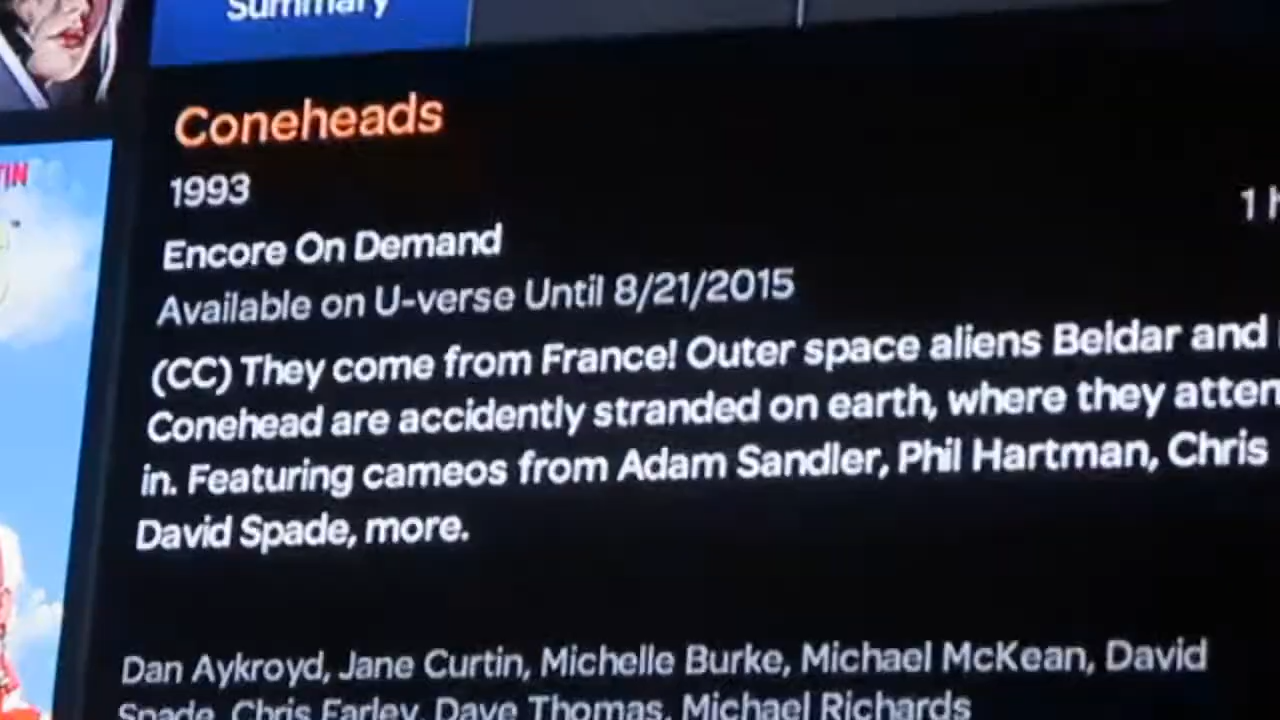 Summary
TIN
Coneheads
1993
1 h
Encore On Demand
Available on U-verse Until 8/21/2015
(CC) They come from France! Outer space aliens Beldar and
Conehead are accidently stranded on earth, where they atten
in. Featuring cameos from Adam Sandler, Phil Hartman, Chris
David Spade, more.
Dan Aykroyd, Jane Curtin, Michelle Burke, Michael McKean, David
Spade, Chris Farley, Dave Thomas, Michael Richards